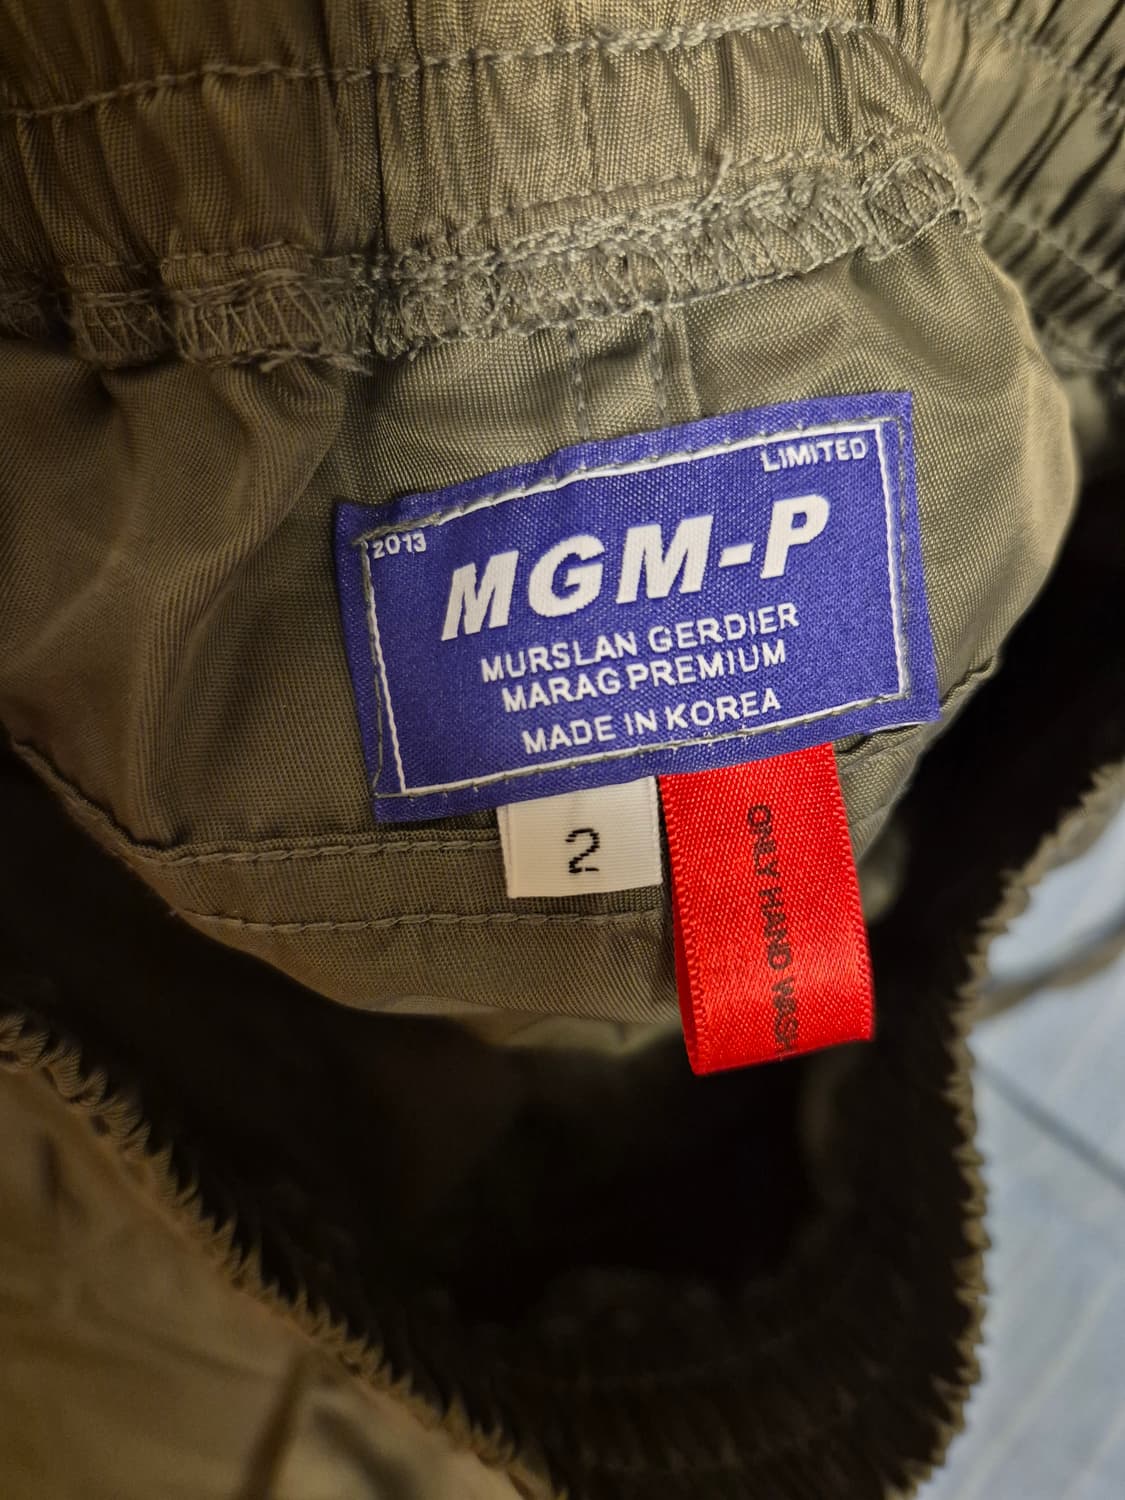 LIMITED
2013
MGM-P
MURSLAN GERDIER
MARAG PREMIUM
MADE IN KOREA
2
ONLY HAND WASH